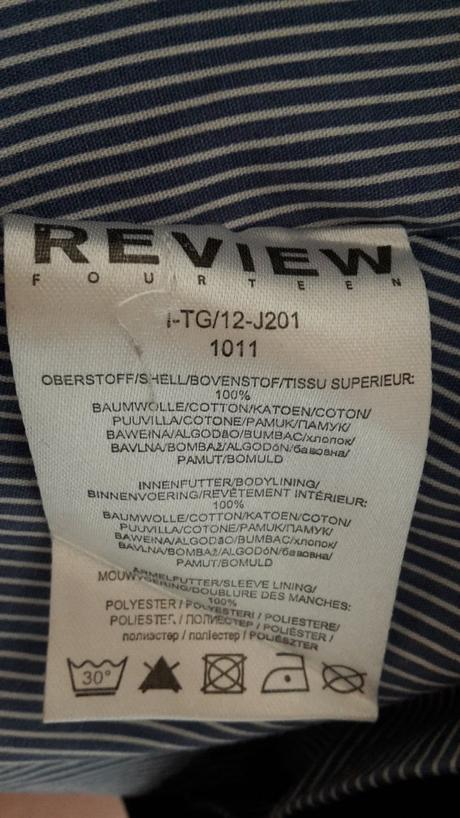 REVIEW
FOURTEEN
I-TG/12-J201
1011
OBERSTOFF/SHELL/BOVENSTOF/TISSU SUPERIEUR:
100%
BAUMWOLLE/COTTON/KATOEN/COTON/
PUUVILLA/COTONE/PAMUK/ПАМУК/
BAWEŁNA/ALGODãO/BUMBAC/хлопок/
BAVLNA/BOMBAž/ALGODóN/бавовна/
PAMUT/BOMULD
INNENFUTTER/BODYLINING/
BINNENVOERING/REVÊTEMENT INTÉRIEUR:
100%
BAUMWOLLE/COTTON/KATOEN/COTON/
PUUVILLA/COTONE/PAMUK/ПАМУК/
BAWEŁNA/ALGODãO/BUMBAC/хлопок/
BAVLNA/BOMBAž/ALGODóN/бавовна/
PAMUT/BOMULD
ÄRMELFUTTER/SLEEVE LINING/
MOUWVOERING/DOUBLURE DES MANCHES:
100%
POLYESTER / POLYESTERI / POLIESTERE/
POLIESTER / ПОЛИЕСТЕР / POLIÉSTER /
полиэстер / поліестер / POLIÉSZTER
30°